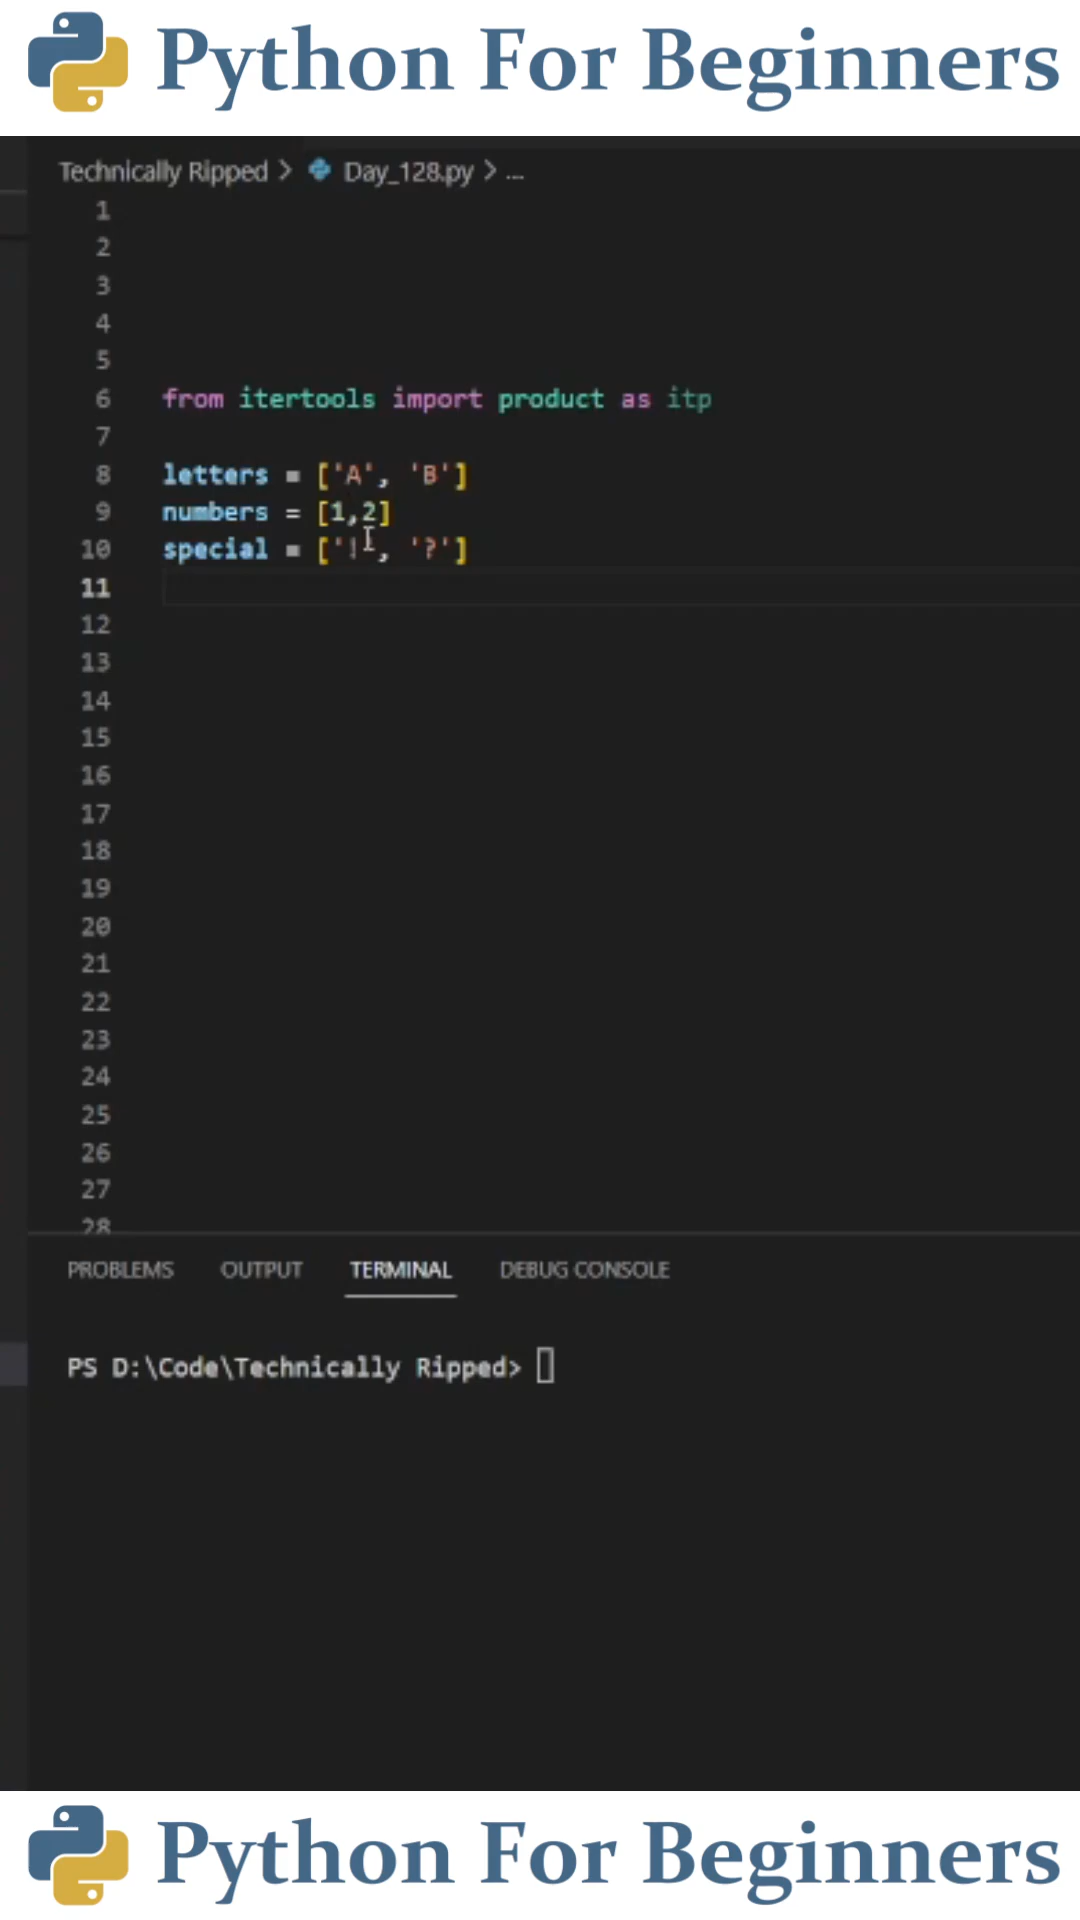 Python For Beginners
Technically Ripped > Day_128.py > ...
1
2
3
4
5
6 from itertools import product as itp
7
8 letters = ['A', 'B']
9 numbers = [1,2]
10 special = ['!', '?']
11
12
13
14
15
16
17
18
19
20
21
22
23
24
25
26
27
28
PROBLEMS OUTPUT TERMINAL DEBUG CONSOLE
PS D:\Code\Technically Ripped>
Python For Beginners